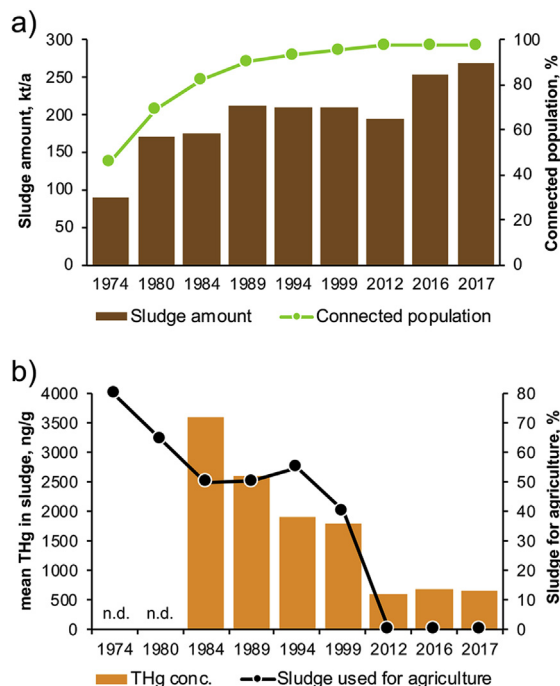 a)
Sludge amount, kt/a
300
250
200
150
100
50
0
100
80
60
40
20
0
Connected population, %
1974 1980 1984 1989 1994 1999 2012 2016 2017
Sludge amount Connected population
b)
mean THg in sludge, ng/g
4000
3500
3000
2500
2000
1500
1000
500
0
n.d. n.d.
80
70
60
50
40
30
20
10
0
Sludge for agriculture, %
1974 1980 1984 1989 1994 1999 2012 2016 2017
THg conc. Sludge used for agriculture